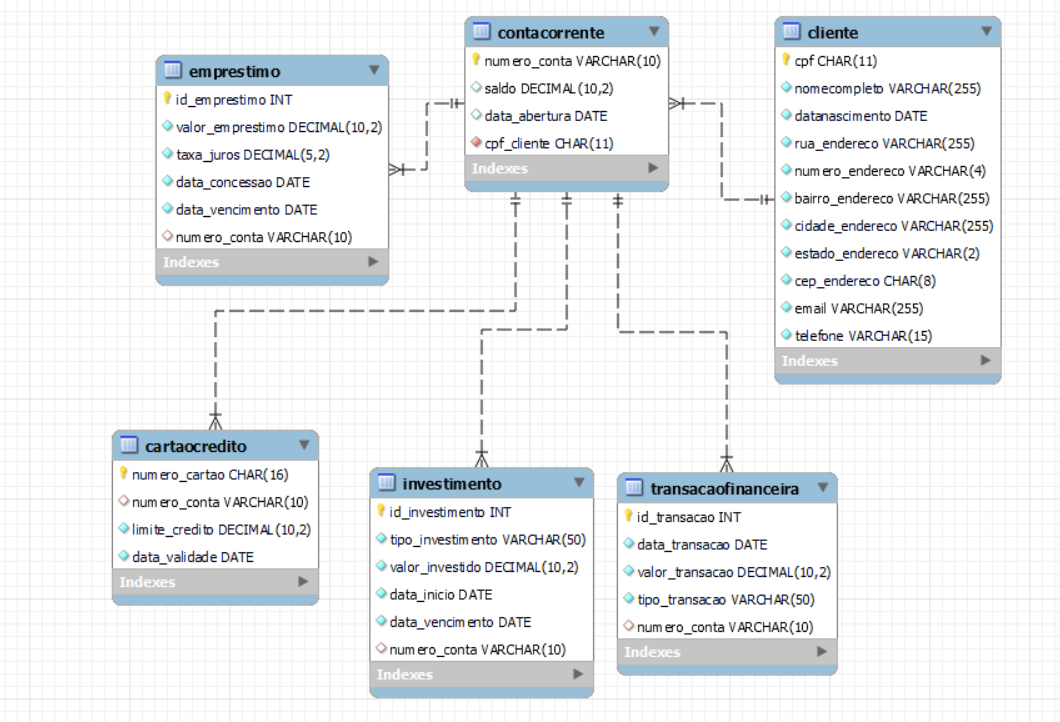 emprestimo
id_emprestimo INT
valor_emprestimo DECIMAL(10,2)
taxa_juros DECIMAL(5,2)
data_concessao DATE
data_vencimento DATE
numero_conta VARCHAR(10)
Indexes
contacorrente
numero_conta VARCHAR(10)
saldo DECIMAL(10,2)
data_abertura DATE
cpf_cliente CHAR(11)
Indexes
cliente
cpf CHAR(11)
nomecompleto VARCHAR(255)
datanascimento DATE
rua_endereco VARCHAR(255)
numero_endereco VARCHAR(4)
bairro_endereco VARCHAR(255)
cidade_endereco VARCHAR(255)
estado_endereco VARCHAR(2)
cep_endereco CHAR(8)
email VARCHAR(255)
telefone VARCHAR(15)
Indexes
cartaocredito
numero_cartao CHAR(16)
numero_conta VARCHAR(10)
limite_credito DECIMAL(10,2)
data_validade DATE
Indexes
investimento
id_investimento INT
tipo_investimento VARCHAR(50)
valor_investido DECIMAL(10,2)
data_inicio DATE
data_vencimento DATE
numero_conta VARCHAR(10)
Indexes
transacaofinanceira
id_transacao INT
data_transacao DATE
valor_transacao DECIMAL(10,2)
tipo_transacao VARCHAR(50)
numero_conta VARCHAR(10)
Indexes